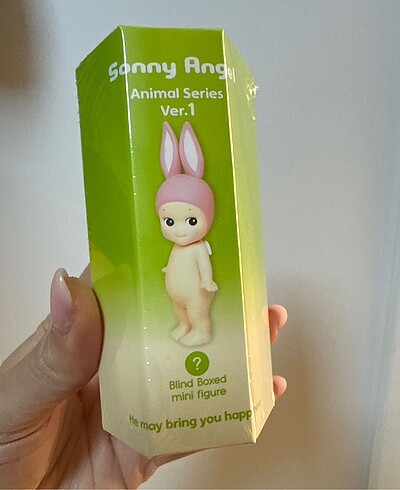 Sonny Angel
Animal Series
Ver.1
?
Blind Boxed
mini figure
He may bring you happ